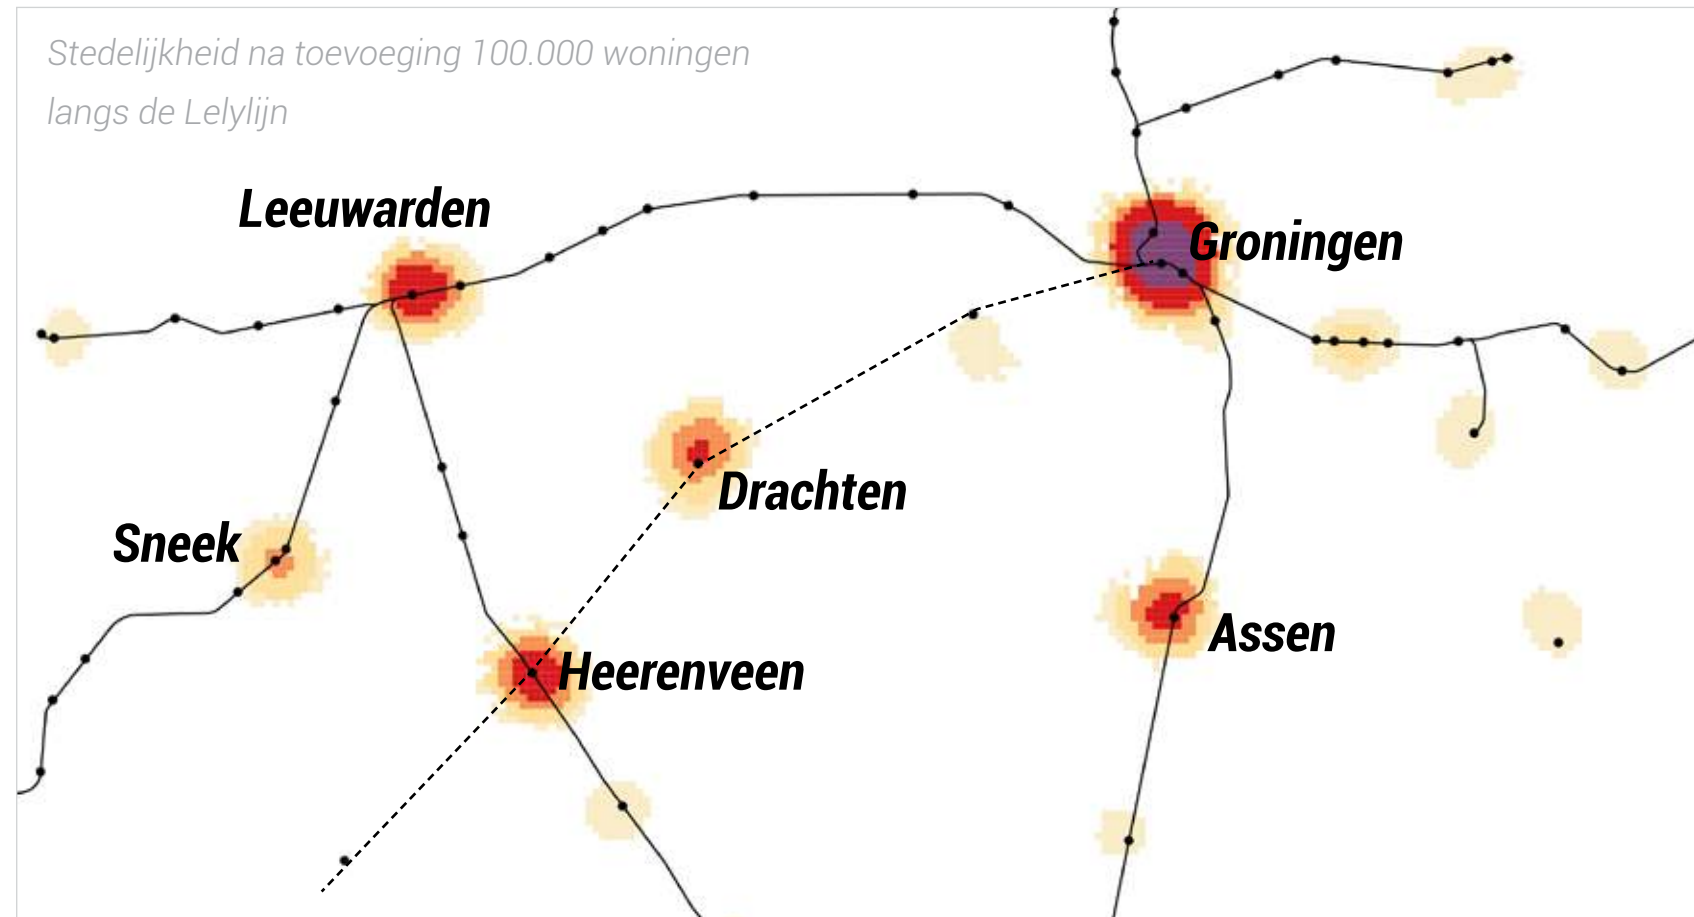 Stedelijkheid na toevoeging 100.000 woningen
langs de Lelylijn
Leeuwarden
Groningen
Drachten
Sneek
Assen
Heerenveen